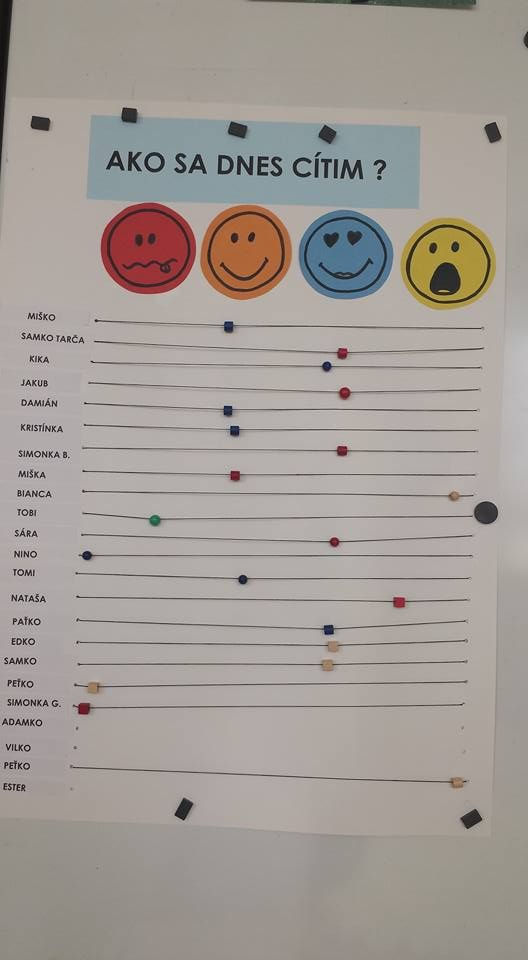 AKO SA DNES CÍTIM ?
MIŠKO
SAMKO TARČA
KIKA
JAKUB
DAMIÁN
KRISTÍNKA
SIMONKA B.
MIŠKA
BIANCA
TOBI
SÁRA
NINO
TOMI
NATAŠA
PAŤKO
EDKO
SAMKO
PEŤKO
SIMONKA G.
ADAMKO
VILKO
PEŤKO
ESTER